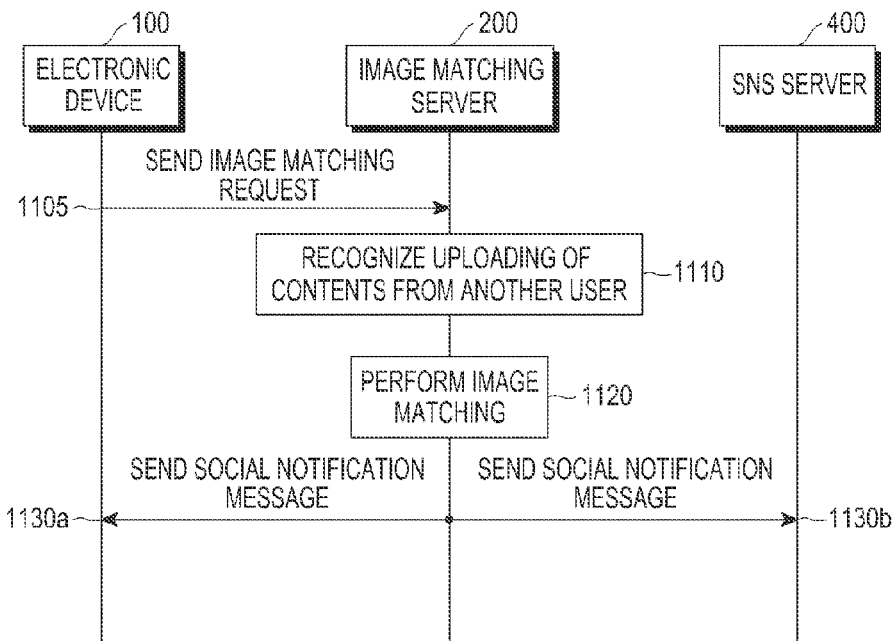 100
200
400
ELECTRONIC
DEVICE
IMAGE MATCHING
SERVER
SNS SERVER
SEND IMAGE MATCHING
REQUEST
1105
RECOGNIZE UPLOADING OF
CONTENTS FROM ANOTHER USER
1110
PERFORM IMAGE
MATCHING
1120
SEND SOCIAL NOTIFICATION
MESSAGE
SEND SOCIAL NOTIFICATION
MESSAGE
1130a
1130b